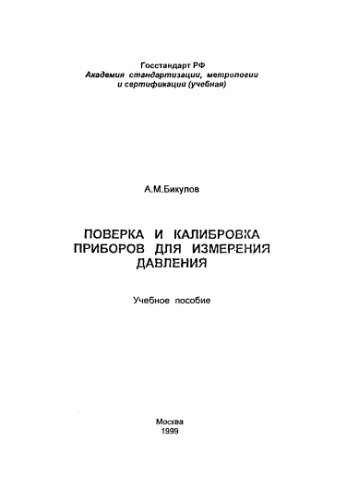 Госстандарт РФ
Академия стандартизации, метрологии
и сертификации (учебная)
А.М.Бикулов
ПОВЕРКА И КАЛИБРОВКА
ПРИБОРОВ ДЛЯ ИЗМЕРЕНИЯ
ДАВЛЕНИЯ
Учебное пособие
Москва
1999